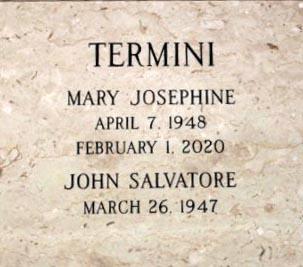 TERMINI
MARY JOSEPHINE
APRIL 7, 1948
FEBRUARY 1, 2020
JOHN SALVATORE
MARCH 26, 1947